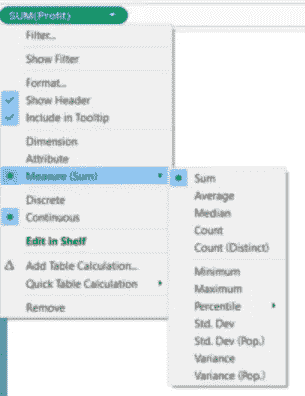 SUM(Profit)
Filter...
Show Filter
Format...
Show Header
Include in Tooltip
Dimension
Attribute
Measure (Sum)
Discrete
Continuous
Edit in Shelf
Add Table Calculation...
Quick Table Calculation
Remove
Sum
Average
Median
Count
Count (Distinct)
Minimum
Maximum
Percentile
Std. Dev
Std. Dev (Pop.)
Variance
Variance (Pop.)